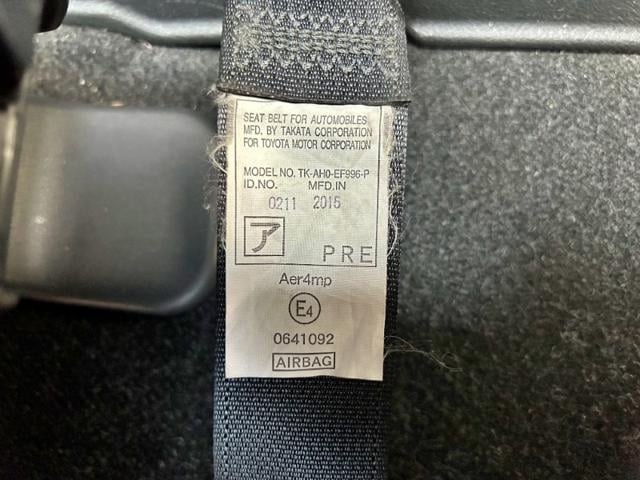 SEAT BELT FOR AUTOMOBILES
MFD. BY TAKATA CORPORATION
FOR TOYOTA MOTOR CORPORATION
MODEL NO. TK-AH0-EF996-P
ID.NO. MFD.IN
0211 2015
ア
PRE
Aer4mp
E4
0641092
AIRBAG